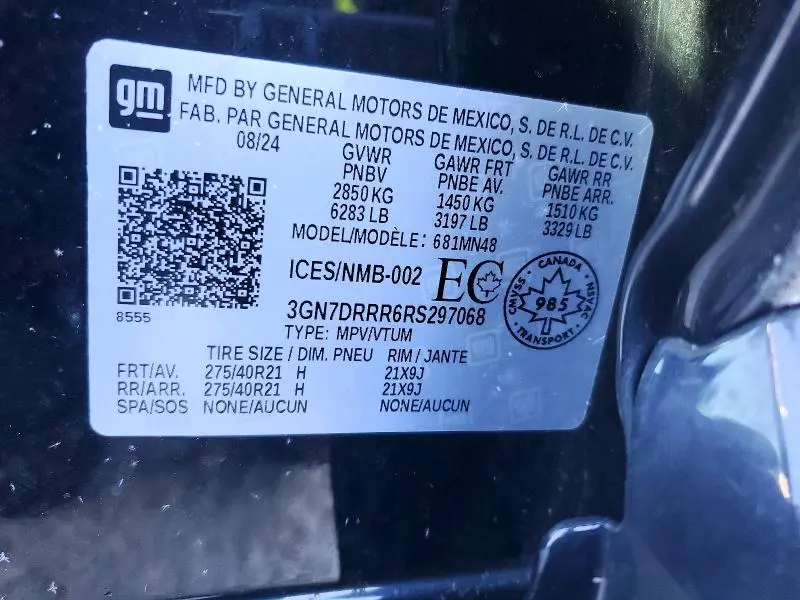 gm
MFD BY GENERAL MOTORS DE MEXICO, S. DE R.L. DE C.V.
FAB. PAR GENERAL MOTORS DE MEXICO, S. DE R.L. DE C.V.
08/24 GVWR GAWR FRT GAWR RR
PNBV PNBE AV. PNBE ARR.
2850 KG 1450 KG 1510 KG
6283 LB 3197 LB 3329 LB
MODEL/MODÈLE: 681MN48
ICES/NMB-002 EC
CANADA
CMVSS 985 NSVAC
TRANSPORT
3GN7DRRR6RS297068
8555
TYPE: MPV/VTUM
TIRE SIZE / DIM. PNEU RIM / JANTE
FRT/AV. 275/40R21 H 21X9J
RR/ARR. 275/40R21 H 21X9J
SPA/SOS NONE/AUCUN NONE/AUCUN